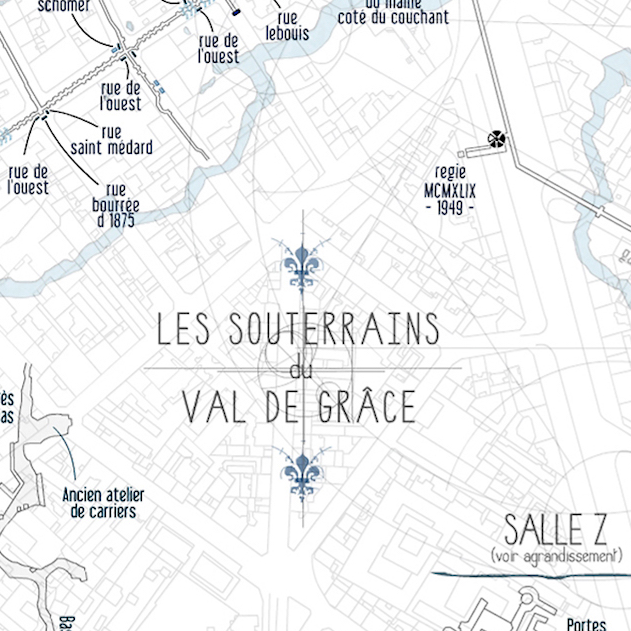 schomer
rue de
l'ouest
rue
lebouis
du maine
coté du couchant
rue de
l'ouest
rue
saint médard
rue de
l'ouest
rue
bourrée
d 1875
regie
MCMXLIX
- 1949 -
LES SOUTERRAINS
du
VAL DE GRÂCE
ès
as
Ancien atelier
de carriers
SALLE Z
(voir agrandissement)
Portes